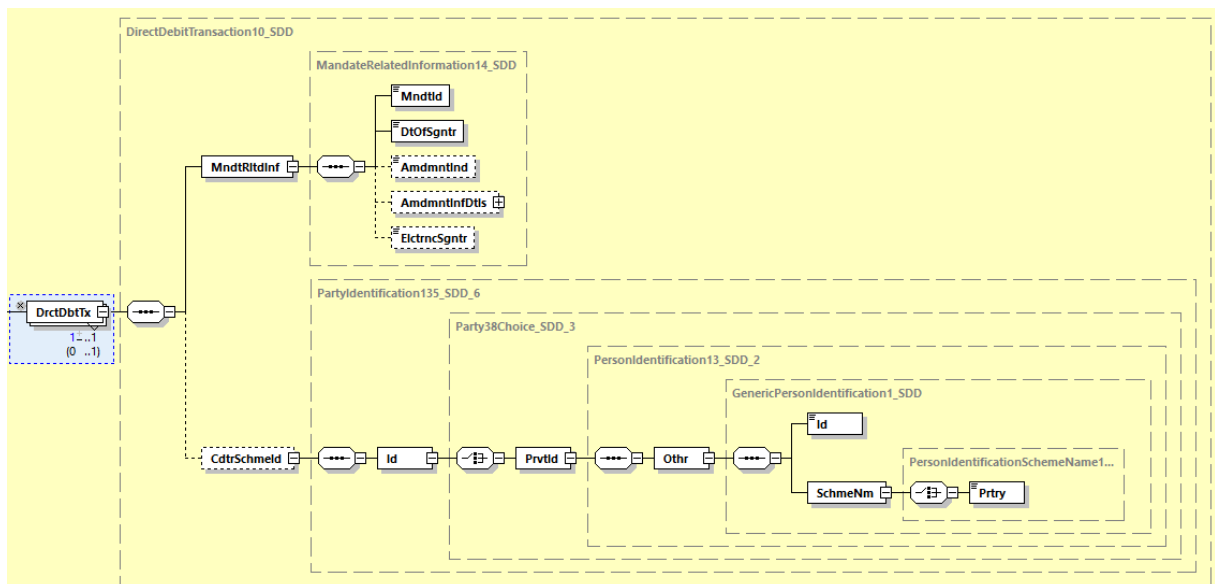 DirectDebitTransaction10_SDD
MandateRelatedInformation14_SDD
MndtId
DtOfSgntr
MndtRltdInf
AmdmntInd
AmdmntInfDtls
ElctrncSgntr
PartyIdentification135_SDD_6
DrctDbtTx
Party38Choice_SDD_3
1 ..1
(0 ..1)
PersonIdentification13_SDD_2
GenericPersonIdentification1_SDD
Id
CdtrSchmeId
Id
PrvtId
Othr
PersonIdentificationSchemeName1...
SchmeNm
Prtry